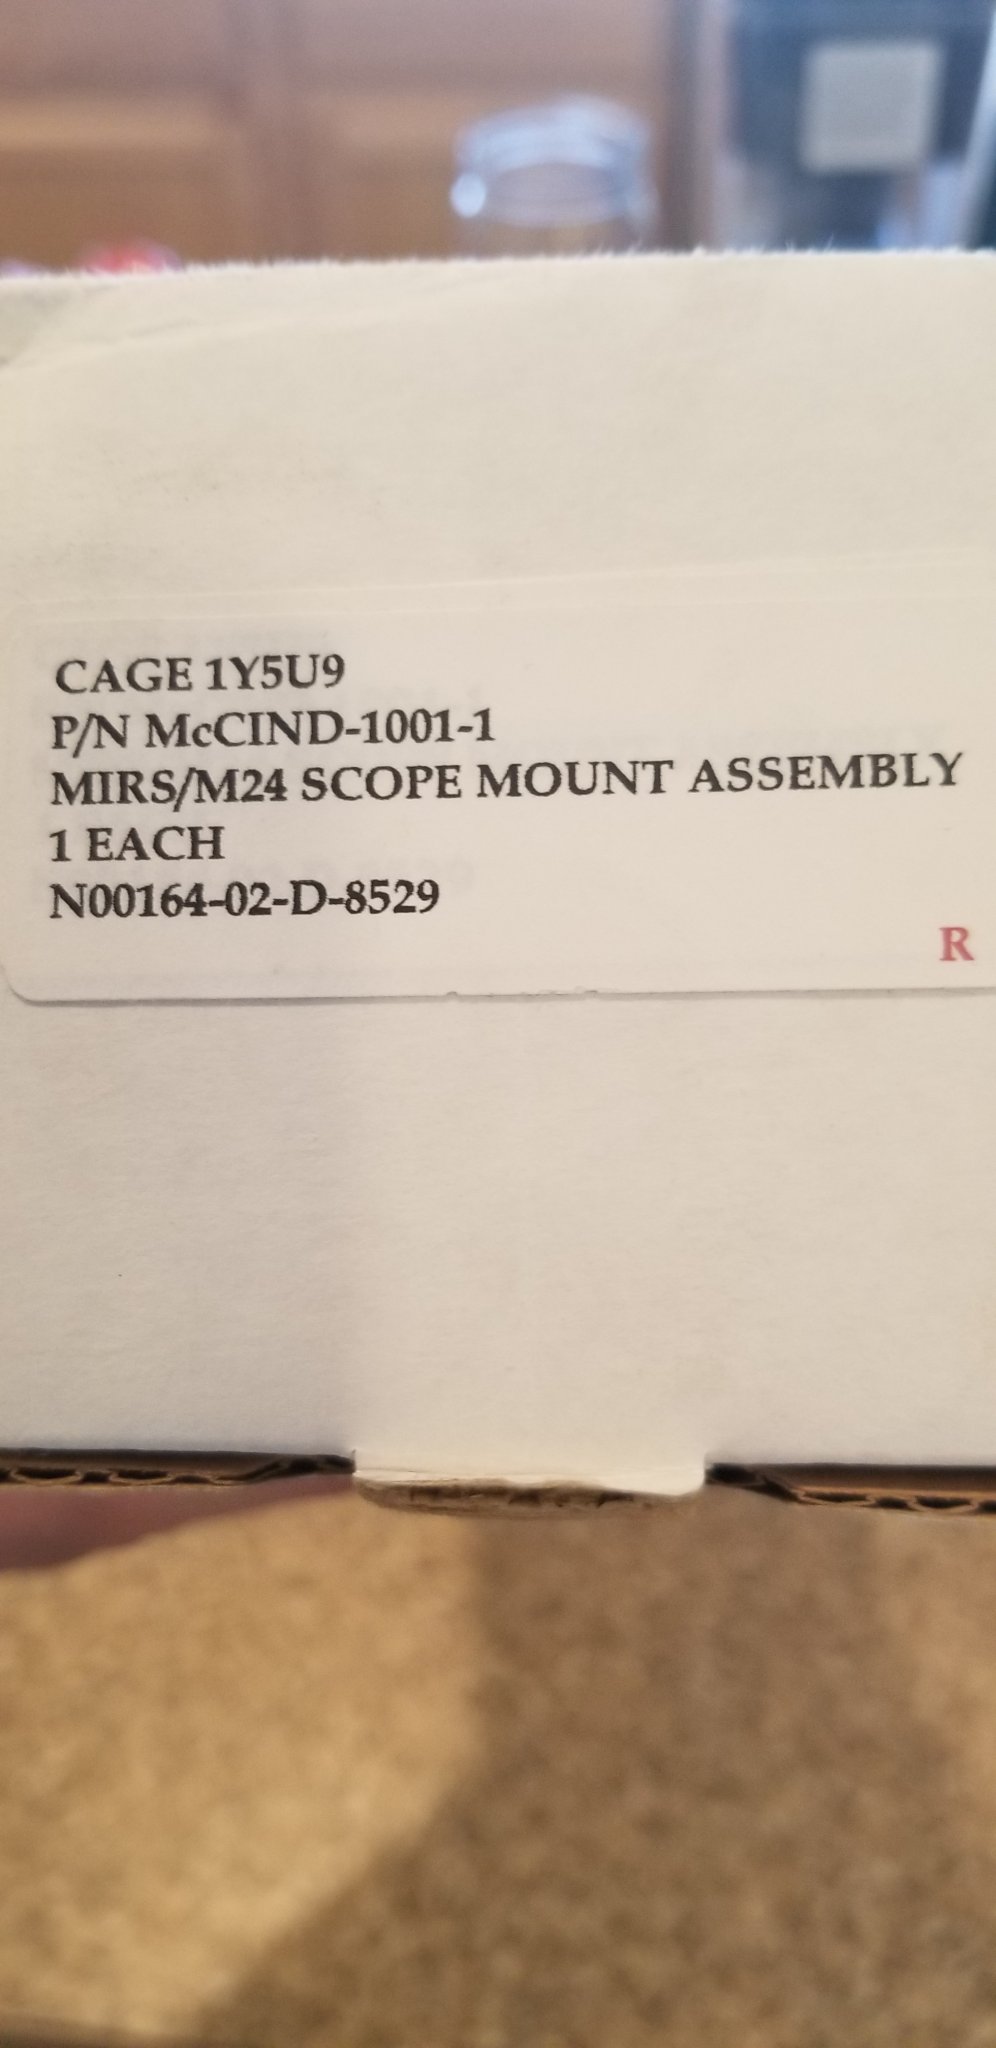 CAGE 1Y5U9
P/N McCIND-1001-1
MIRS/M24 SCOPE MOUNT ASSEMBLY
1 EACH
N00164-02-D-8529
R